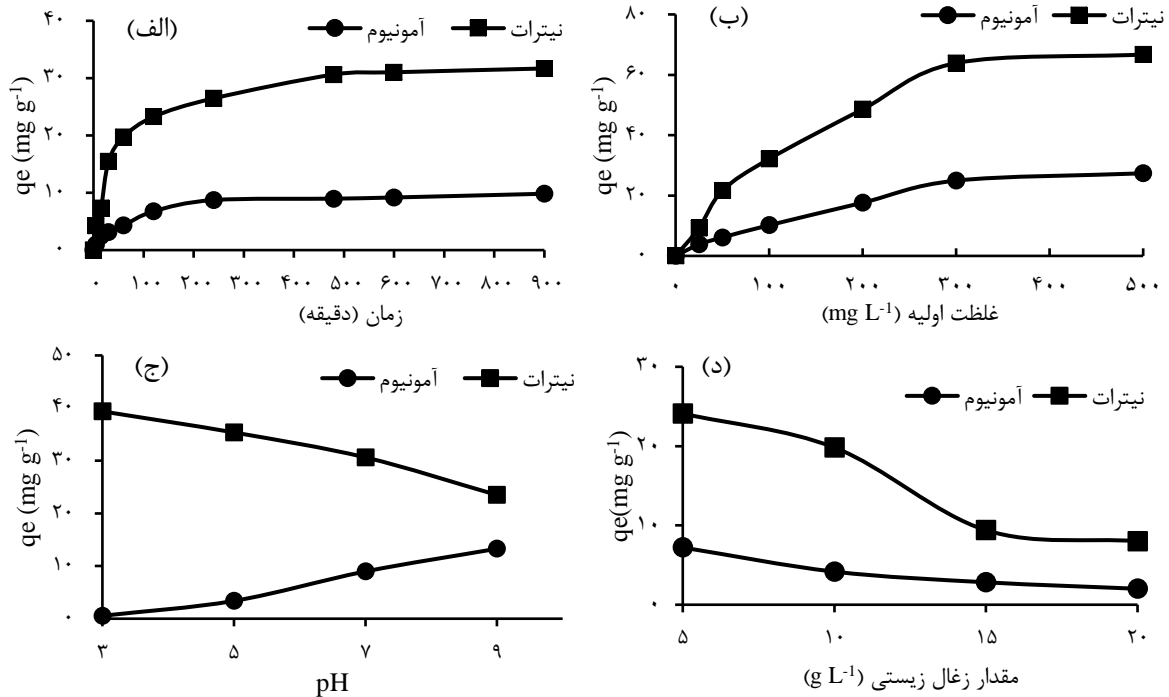 (الف)
آمونیوم
نیترات
qe (mg g-1)
۴۰
۳۰
۲۰
۱۰
۰
۰ ۱۰۰ ۲۰۰ ۳۰۰ ۴۰۰ ۵۰۰ ۶۰۰ ۷۰۰ ۸۰۰ ۹۰۰
زمان (دقیقه)
(ب)
آمونیوم
نیترات
qe (mg g-1)
۸۰
۶۰
۴۰
۲۰
۰
۰ ۱۰۰ ۲۰۰ ۳۰۰ ۴۰۰ ۵۰۰
غلظت اولیه (mg L-1)
(ج)
آمونیوم
نیترات
qe (mg g-1)
۵۰
۴۰
۳۰
۲۰
۱۰
۰
۳ ۵ ۷ ۹
pH
(د)
آمونیوم
نیترات
qe(mg g-1)
۳۰
۲۰
۱۰
۰
۵ ۱۰ ۱۵ ۲۰
مقدار زغال زیستی (g L-1)